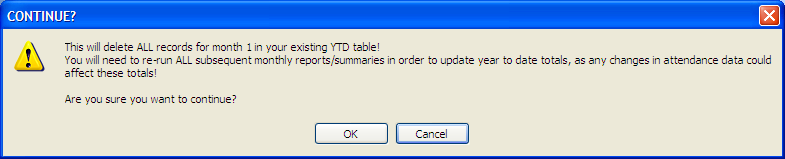 CONTINUE?
This will delete ALL records for month 1 in your existing YTD table!
You will need to re-run ALL subsequent monthly reports/summaries in order to update year to date totals, as any changes in attendance data could
affect these totals!
Are you sure you want to continue?
OK
Cancel